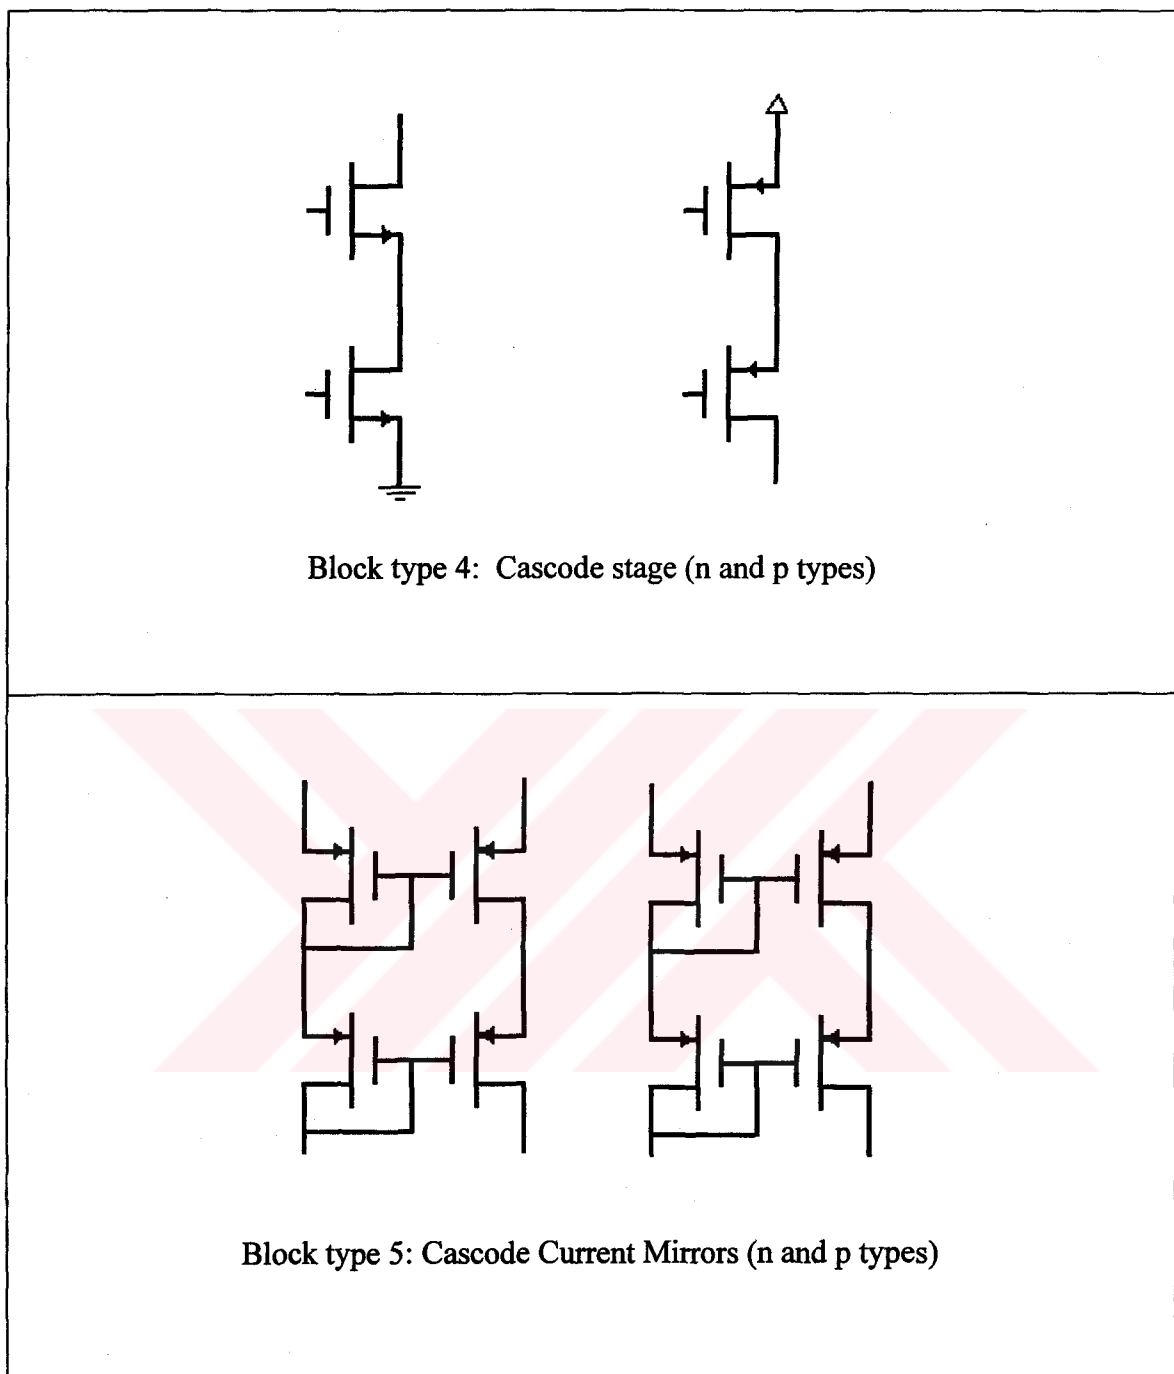 Block type 4: Cascode stage (n and p types)
Block type 5: Cascode Current Mirrors (n and p types)